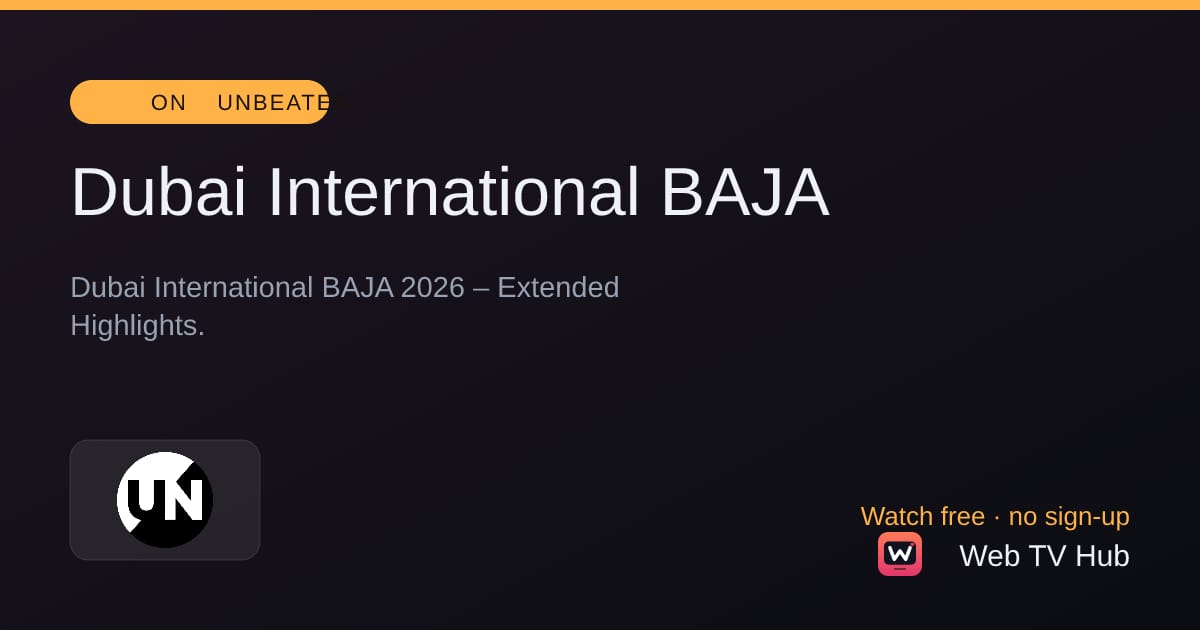 ON UNBEATE
Dubai International BAJA
Dubai International BAJA 2026 – Extended
Highlights.
UN
Watch free · no sign-up
W
Web TV Hub